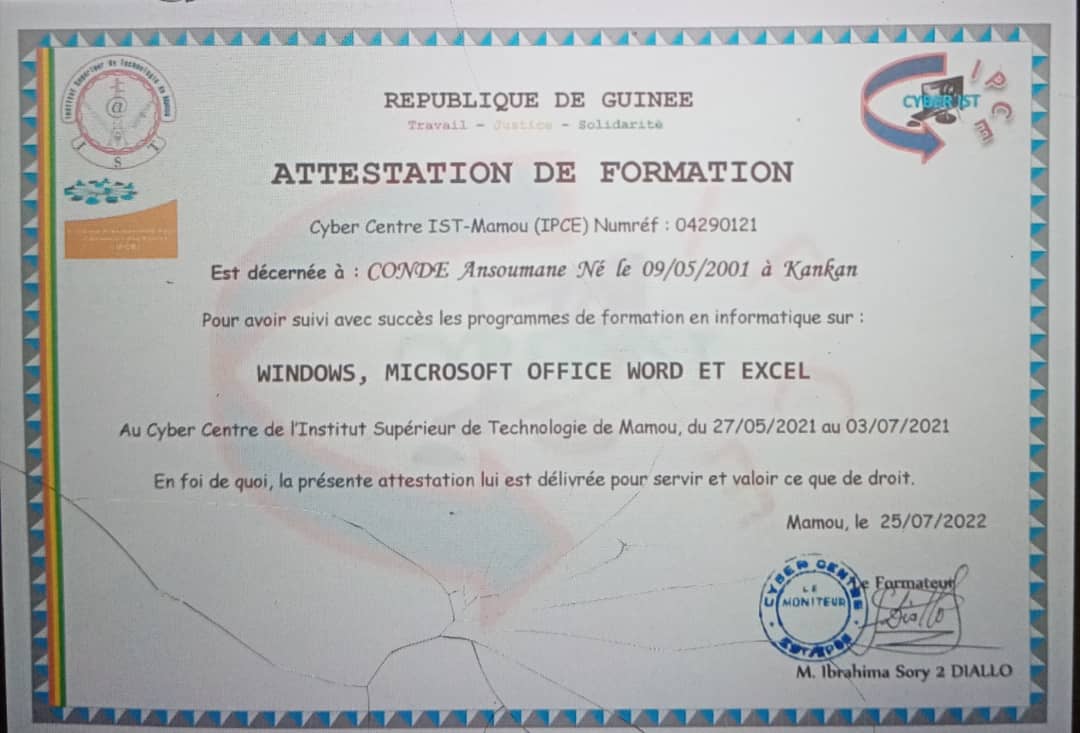 Institut Supérieur de Technologie de Mamou
@
I S T
IPCE
CYBER IST
REPUBLIQUE DE GUINEE
Travail - Justice - Solidarité
ATTESTATION DE FORMATION
Cyber Centre IST-Mamou (IPCE) Numréf : 04290121
Est décernée à : CONDE Ansoumane Né le 09/05/2001 à Kankan
Pour avoir suivi avec succès les programmes de formation en informatique sur :
WINDOWS, MICROSOFT OFFICE WORD ET EXCEL
Au Cyber Centre de l'Institut Supérieur de Technologie de Mamou, du 27/05/2021 au 03/07/2021
En foi de quoi, la présente attestation lui est délivrée pour servir et valoir ce que de droit.
Mamou, le 25/07/2022
Le Formateur
CYBER CENTRE
LE
MONITEUR
Diallo
M. Ibrahima Sory 2 DIALLO